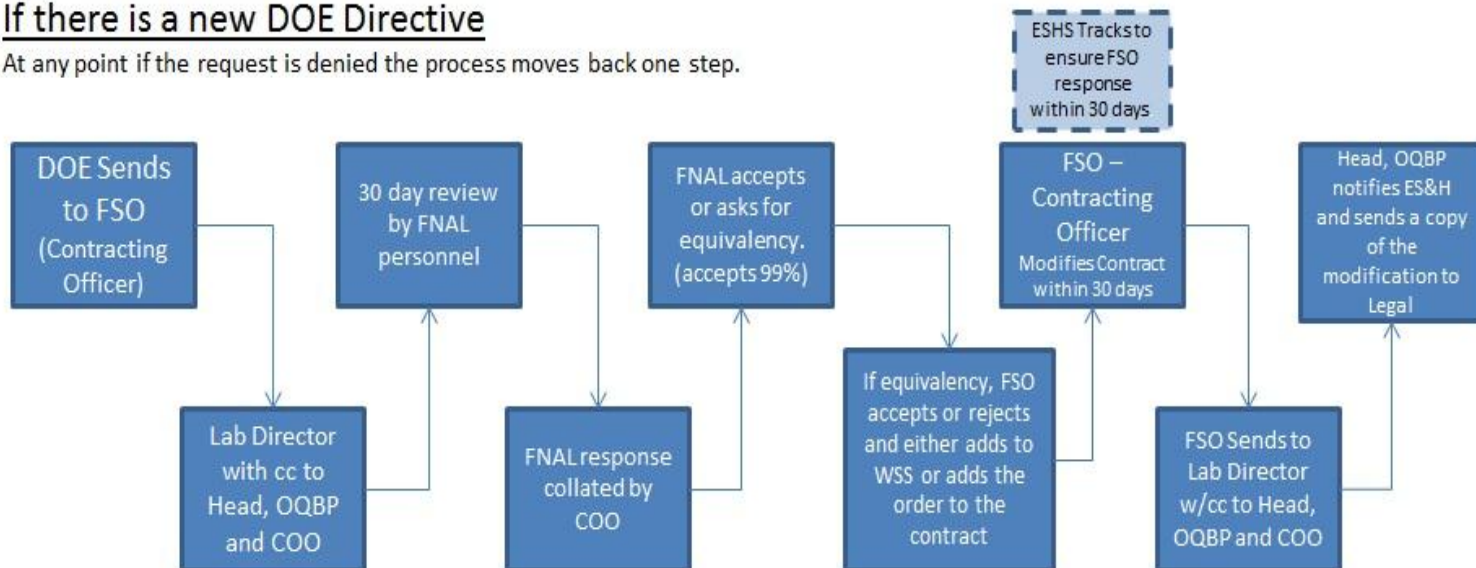 If there is a new DOE Directive
At any point if the request is denied the process moves back one step.
ESHS Tracks to
ensure FSO
response
within 30 days
DOE Sends
to FSO
(Contracting
Officer)
Lab Director
with cc to
Head, OQBP
and COO
30 day review
by FNAL
personnel
FNAL response
collated by
COO
FNAL accepts
or asks for
equivalency.
(accepts 99%)
If equivalency, FSO
accepts or rejects
and either adds to
WSS or adds the
order to the
contract
FSO –
Contracting
Officer
Modifies Contract
within 30 days
FSO Sends to
Lab Director
w/cc to Head,
OQBP and COO
Head, OQBP
notifies ES&H
and sends a copy
of the
modification to
Legal